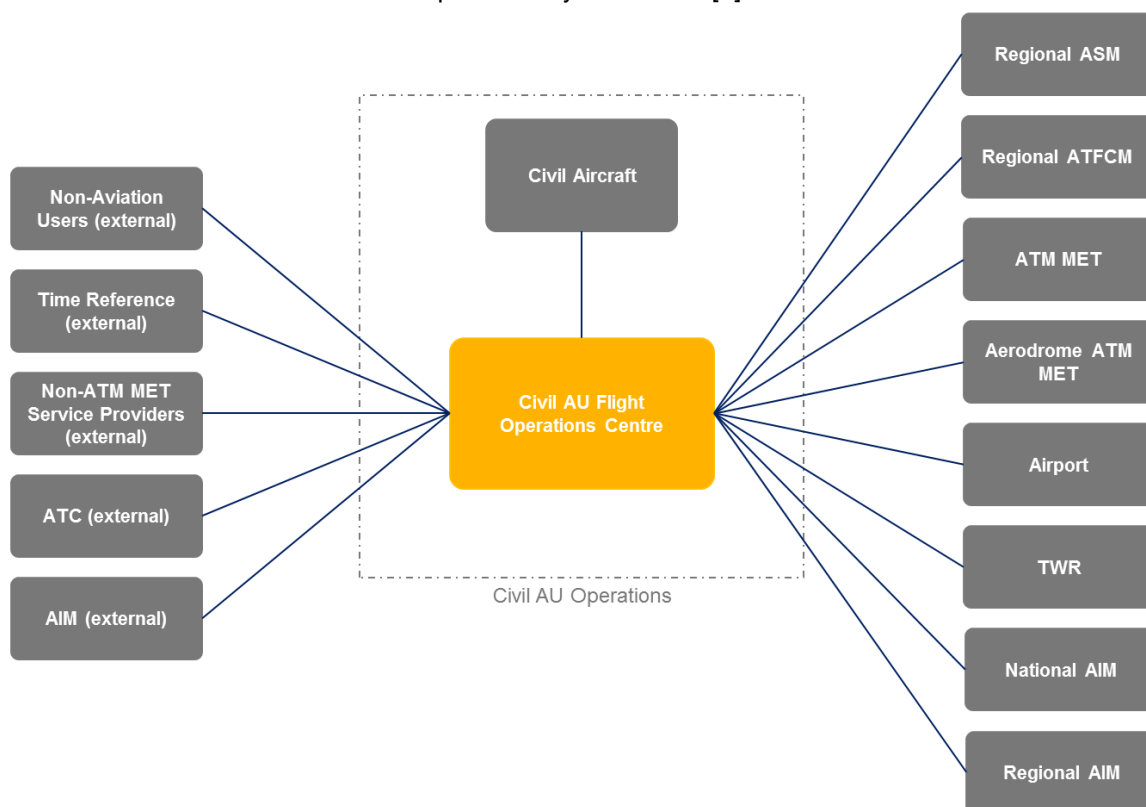 Regional ASM
Civil Aircraft
Regional ATFCM
Non-Aviation
Users (external)
ATM MET
Time Reference
(external)
Aerodrome ATM
MET
Non-ATM MET
Service Providers
(external)
Civil AU Flight
Operations Centre
Airport
ATC (external)
TWR
Civil AU Operations
AIM (external)
National AIM
Regional AIM